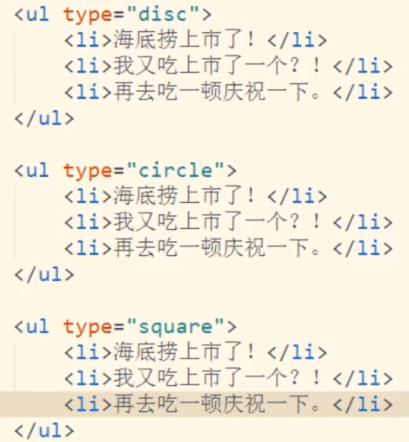 <ul type="disc">
<li>海底捞上市了！</li>
<li>我又吃上市了一个？！</li>
<li>再去吃一顿庆祝一下。</li>
</ul>
<ul type="circle">
<li>海底捞上市了！</li>
<li>我又吃上市了一个？！</li>
<li>再去吃一顿庆祝一下。</li>
</ul>
<ul type="square">
<li>海底捞上市了！</li>
<li>我又吃上市了一个？！</li>
<li>再去吃一顿庆祝一下。</li>
</ul>